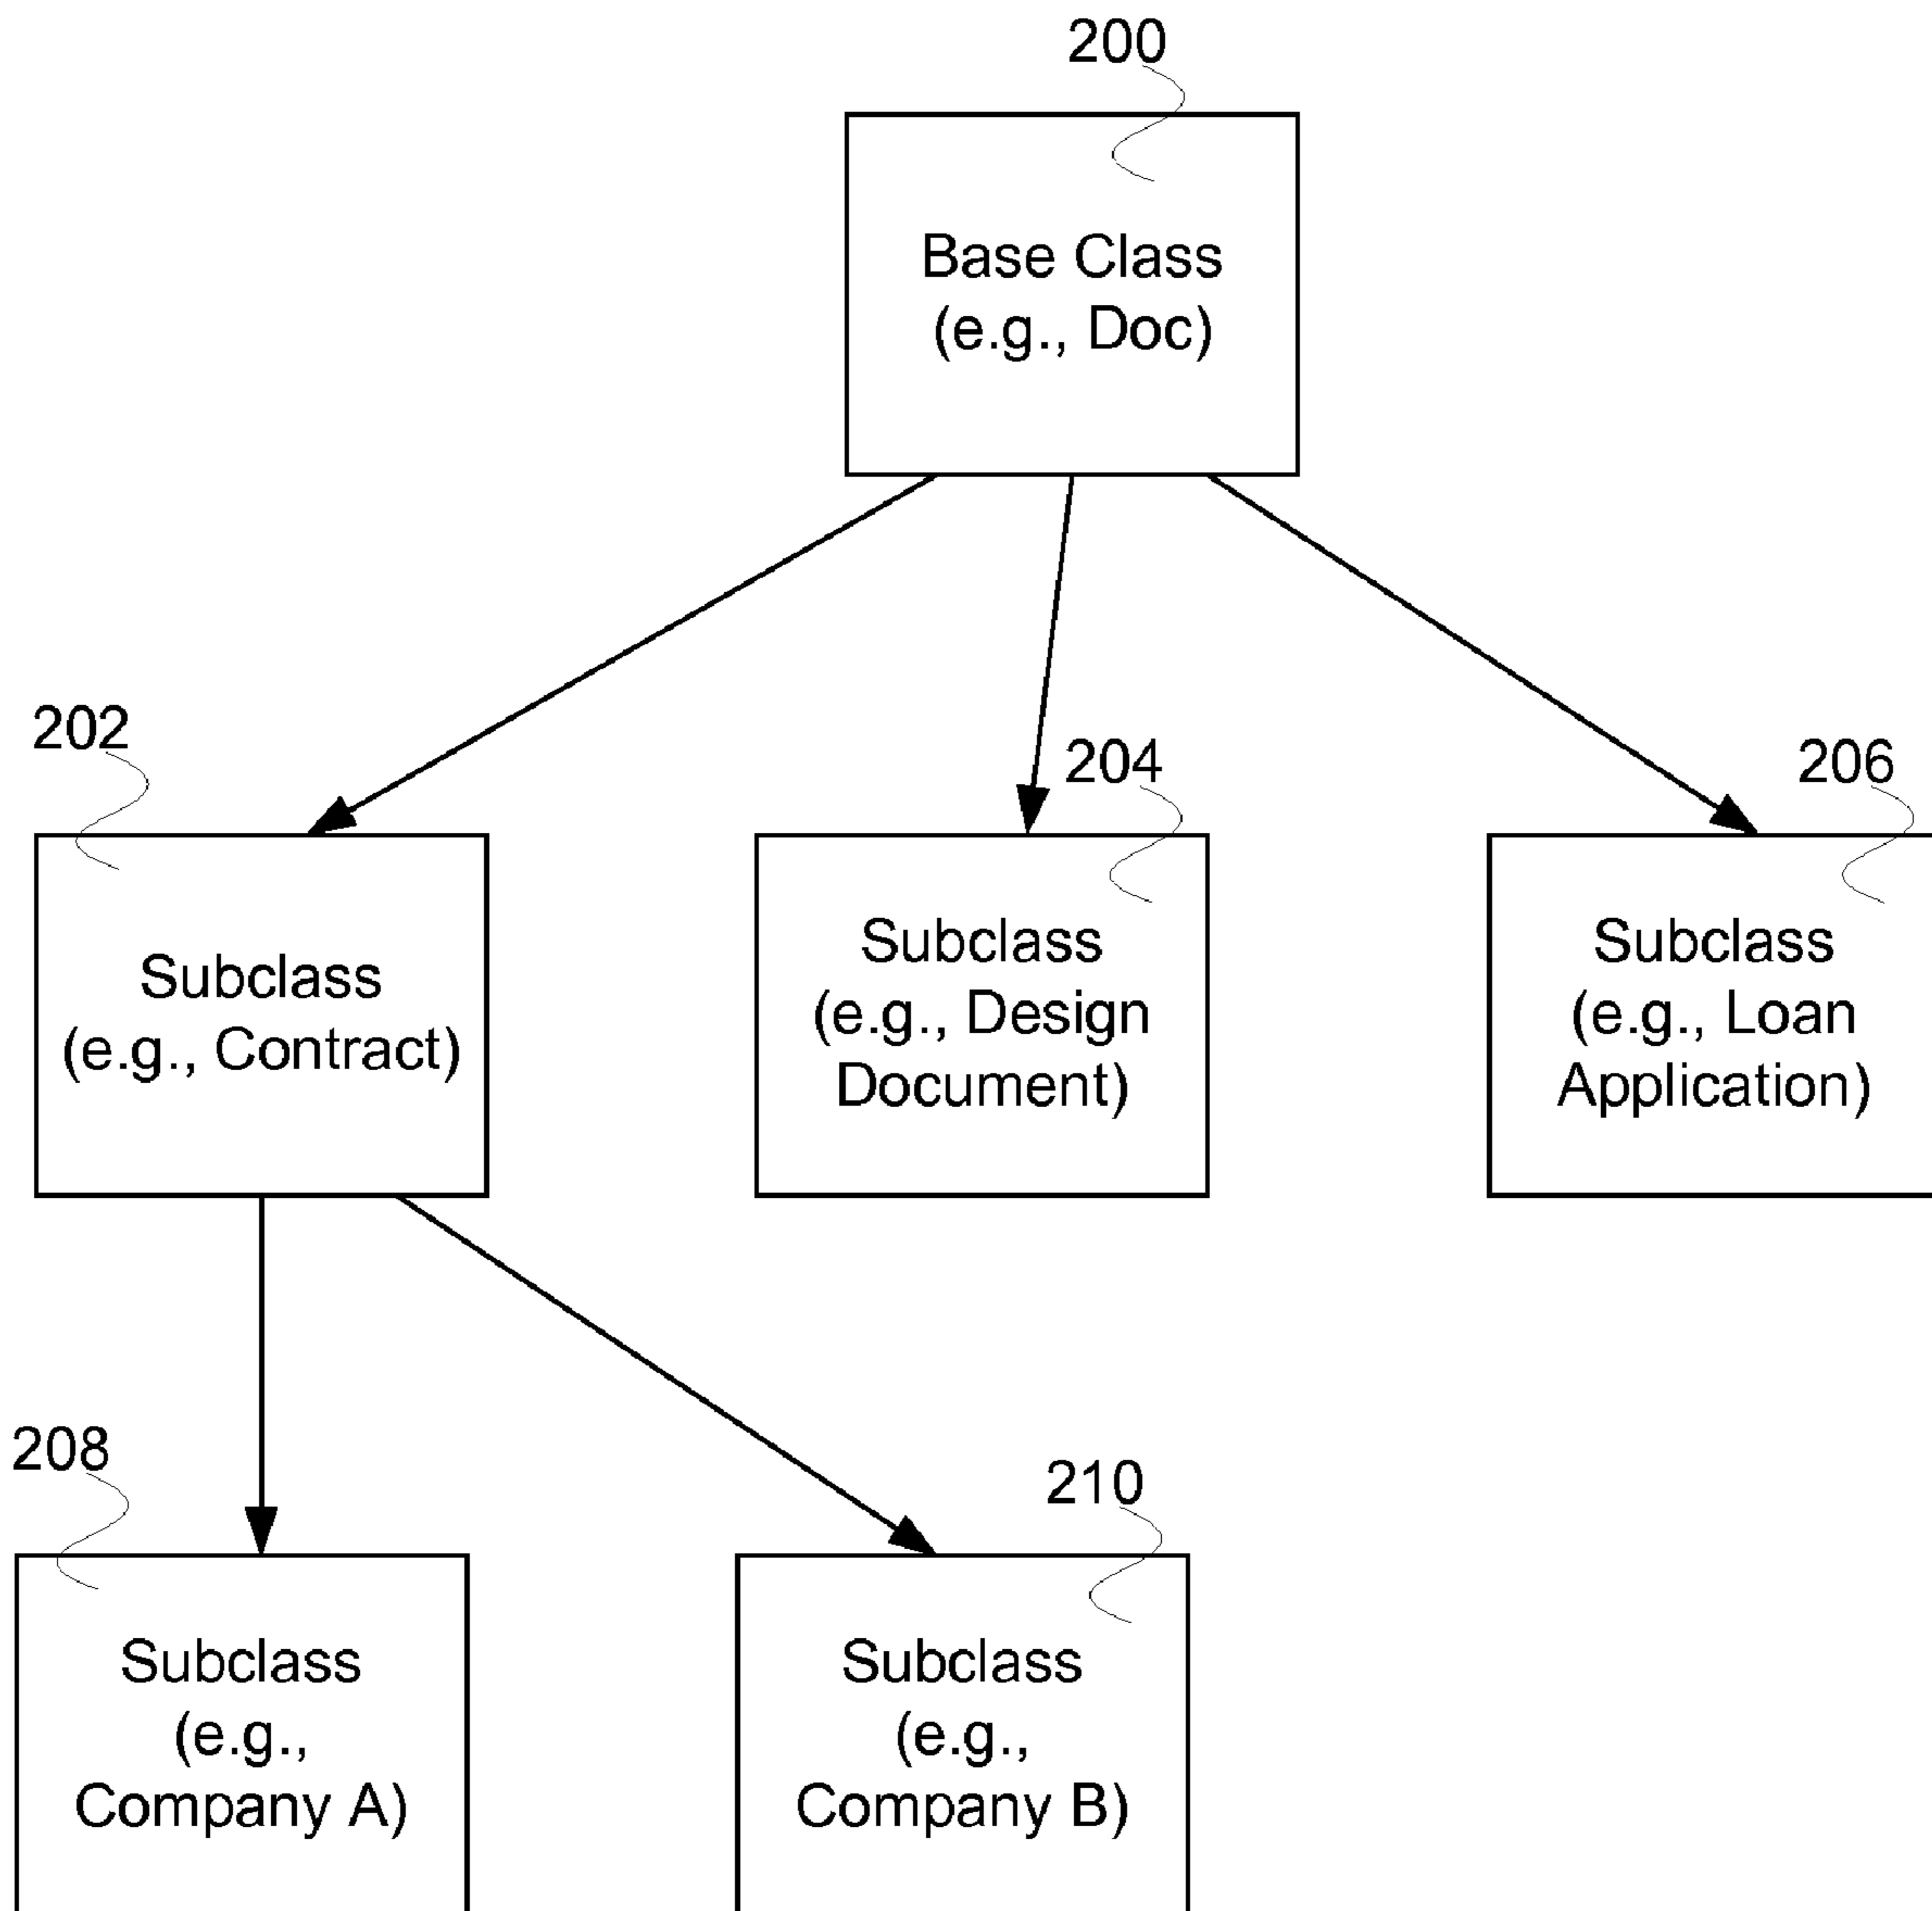 200
Base Class
(e.g., Doc)
202
204
206
Subclass
(e.g., Contract)
Subclass
(e.g., Design
Document)
Subclass
(e.g., Loan
Application)
208
210
Subclass
(e.g.,
Company A)
Subclass
(e.g.,
Company B)